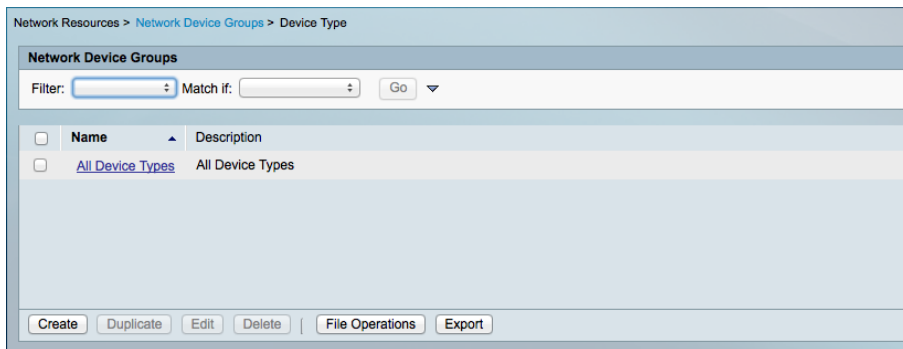 Network Resources > Network Device Groups > Device Type
Network Device Groups
Filter: Match if: Go
Name Description
All Device Types All Device Types
Create Duplicate Edit Delete | File Operations Export